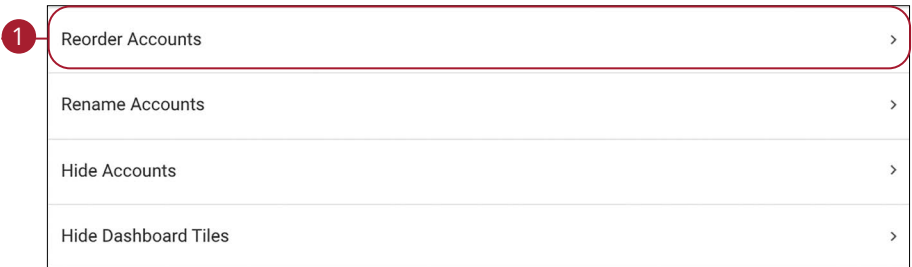 1
Reorder Accounts
Rename Accounts
Hide Accounts
Hide Dashboard Tiles